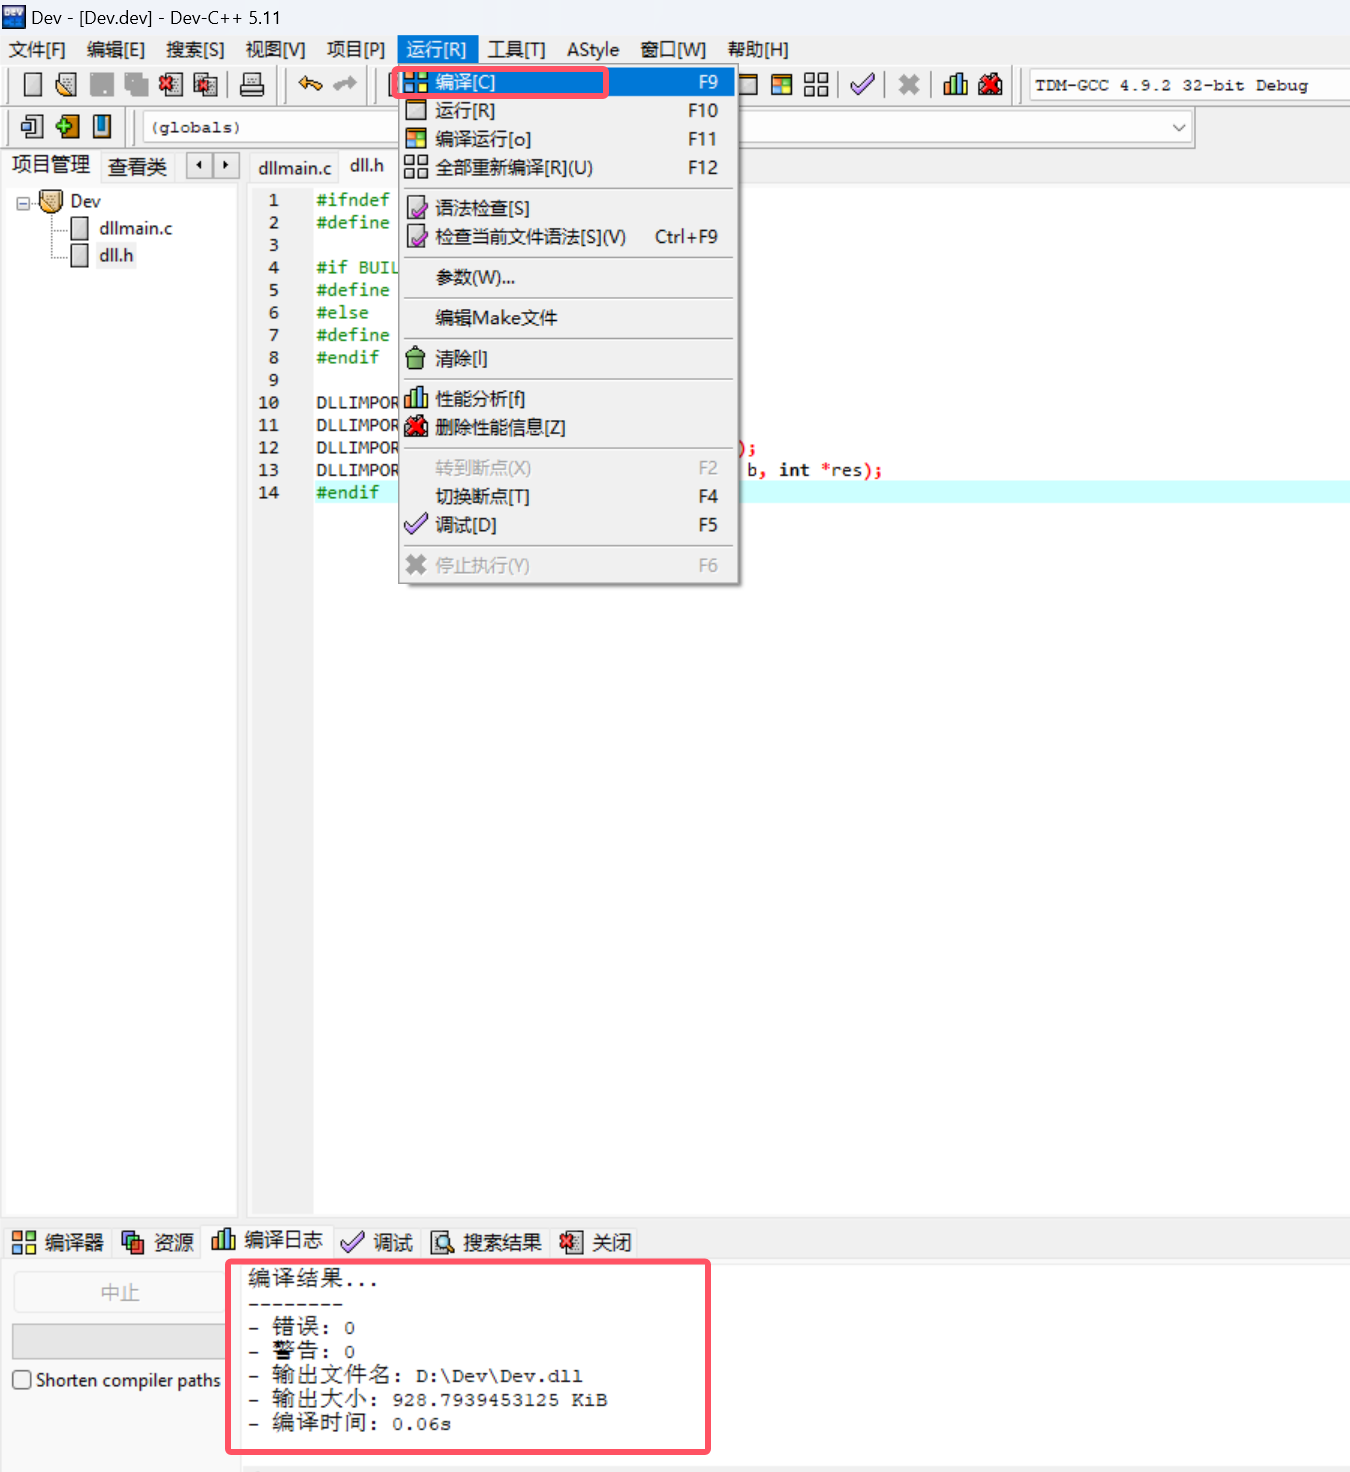 Dev - [Dev.dev] - Dev-C++ 5.11
文件[F] 编辑[E] 搜索[S] 视图[V] 项目[P] 运行[R] 工具[T] AStyle 窗口[W] 帮助[H]
TDM-GCC 4.9.2 32-bit Debug
(globals)
项目管理 查看类
Dev
dllmain.c
dll.h
dllmain.c dll.h
1 #ifndef
2 #define
3
4 #if BUIL
5 #define
6 #else
7 #define
8 #endif
9
10 DLLIMPOR
11 DLLIMPOR
12 DLLIMPOR );
13 DLLIMPOR b, int *res);
14 #endif
编译[C] F9
运行[R] F10
编译运行[o] F11
全部重新编译[R](U) F12
语法检查[S]
检查当前文件语法[S](V) Ctrl+F9
参数(W)...
编辑Make文件
清除[l]
性能分析[f]
删除性能信息[Z]
转到断点(X) F2
切换断点[T] F4
调试[D] F5
停止执行(Y) F6
编译器 资源 编译日志 调试 搜索结果 关闭
中止
Shorten compiler paths
编译结果...
--------
- 错误: 0
- 警告: 0
- 输出文件名: D:\Dev\Dev.dll
- 输出大小: 928.7939453125 KiB
- 编译时间: 0.06s